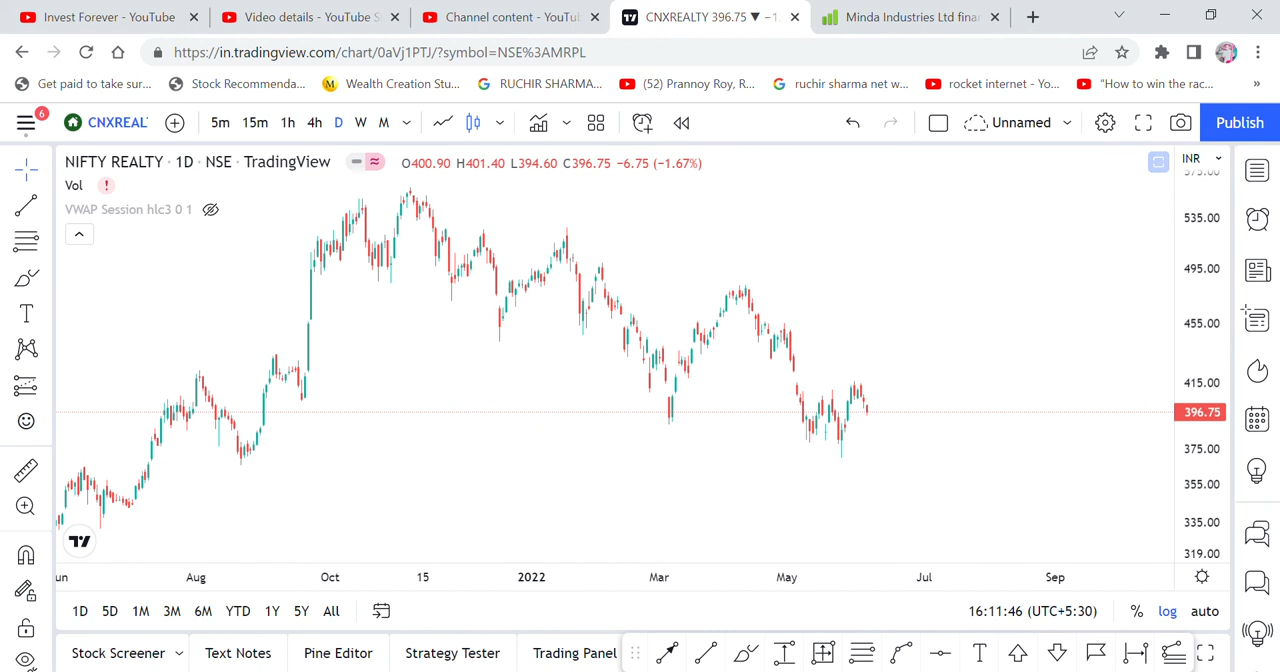 Invest Forever - YouTube
Video details - YouTube S
Channel content - YouTu
CNXREALTY 396.75 ▼ −1.
Minda Industries Ltd finan
https://in.tradingview.com/chart/0aVj1PTJ/?symbol=NSE%3AMRPL
Get paid to take sur...
Stock Recommenda...
M
Wealth Creation Stu...
RUCHIR SHARMA...
(52) Prannoy Roy, R...
ruchir sharma net w...
rocket internet - Yo...
"How to win the rac...
»
6
CNXREAL
5m 15m 1h 4h D W M
Unnamed
Publish
NIFTY REALTY · 1D · NSE · TradingView
O400.90 H401.40 L394.60 C396.75 −6.75 (−1.67%)
INR
Vol
VWAP Session hlc3 0 1
575.00
535.00
495.00
455.00
415.00
396.75
375.00
355.00
335.00
319.00
un Aug Oct 15 2022 Mar May Jul Sep
1D 5D 1M 3M 6M YTD 1Y 5Y All
16:11:46 (UTC+5:30)
% log auto
Stock Screener
Text Notes
Pine Editor
Strategy Tester
Trading Panel